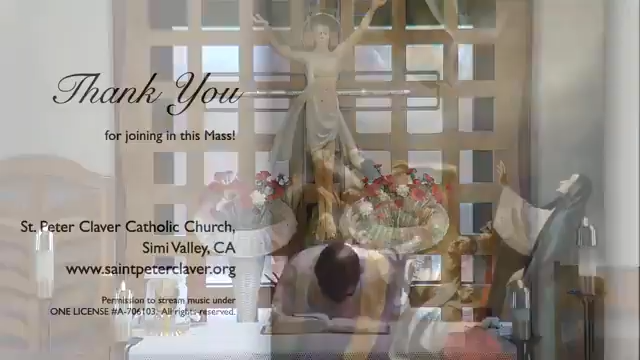 Thank You
for joining in this Mass!
St. Peter Claver Catholic Church,
Simi Valley, CA
www.saintpeterclaver.org
Permission to stream music under
ONE LICENSE #A-706103. All rights reserved.